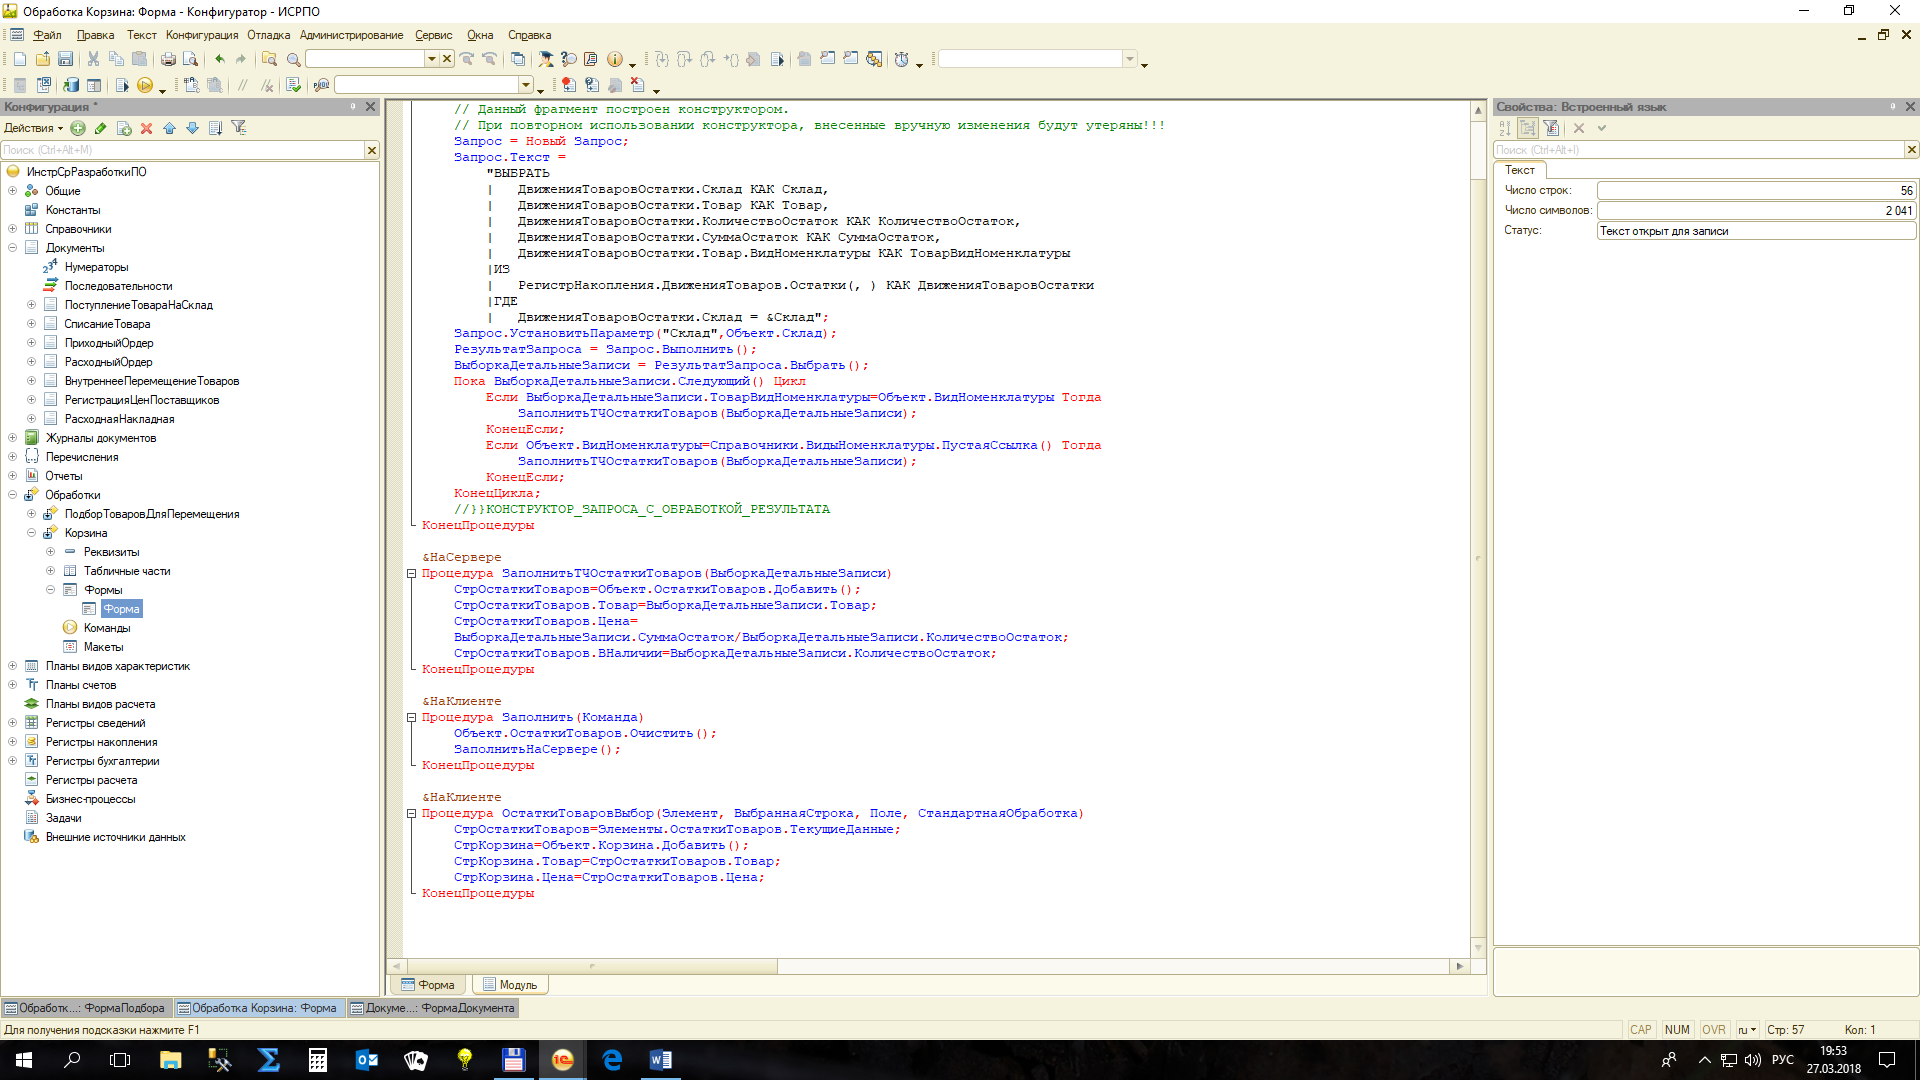 Обработка Корзина: Форма - Конфигуратор - ИСРПО
Файл Правка Текст Конфигурация Отладка Администрирование Сервис Окна Справка
Конфигурация *
Действия
Поиск (Ctrl+Alt+M)
ИнстрСрРазработкиПО
Общие
Константы
Справочники
Документы
Нумераторы
Последовательности
ПоступлениеТовараНаСклад
СписаниеТовара
ПриходныйОрдер
РасходныйОрдер
ВнутреннееПеремещениеТоваров
РегистрацияЦенПоставщиков
РасходнаяНакладная
Журналы документов
Перечисления
Отчеты
Обработки
ПодборТоваровДляПеремещения
Корзина
Реквизиты
Табличные части
Формы
Форма
Команды
Макеты
Планы видов характеристик
Планы счетов
Планы видов расчета
Регистры сведений
Регистры накопления
Регистры бухгалтерии
Регистры расчета
Бизнес-процессы
Задачи
Внешние источники данных
// Данный фрагмент построен конструктором.
// При повторном использовании конструктора, внесенные вручную изменения будут утеряны!!!
Запрос = Новый Запрос;
Запрос.Текст =
"ВЫБРАТЬ
| ДвиженияТоваровОстатки.Склад КАК Склад,
| ДвиженияТоваровОстатки.Товар КАК Товар,
| ДвиженияТоваровОстатки.КоличествоОстаток КАК КоличествоОстаток,
| ДвиженияТоваровОстатки.СуммаОстаток КАК СуммаОстаток,
| ДвиженияТоваровОстатки.Товар.ВидНоменклатуры КАК ТоварВидНоменклатуры
|ИЗ
| РегистрНакопления.ДвиженияТоваров.Остатки(, ) КАК ДвиженияТоваровОстатки
|ГДЕ
| ДвиженияТоваровОстатки.Склад = &Склад";
Запрос.УстановитьПараметр("Склад",Объект.Склад);
РезультатЗапроса = Запрос.Выполнить();
ВыборкаДетальныеЗаписи = РезультатЗапроса.Выбрать();
Пока ВыборкаДетальныеЗаписи.Следующий() Цикл
Если ВыборкаДетальныеЗаписи.ТоварВидНоменклатуры=Объект.ВидНоменклатуры Тогда
ЗаполнитьТЧОстаткиТоваров(ВыборкаДетальныеЗаписи);
КонецЕсли;
Если Объект.ВидНоменклатуры=Справочники.ВидыНоменклатуры.ПустаяСсылка() Тогда
ЗаполнитьТЧОстаткиТоваров(ВыборкаДетальныеЗаписи);
КонецЕсли;
КонецЦикла;
//}}КОНСТРУКТОР_ЗАПРОСА_С_ОБРАБОТКОЙ_РЕЗУЛЬТАТА
КонецПроцедуры
&НаСервере
Процедура ЗаполнитьТЧОстаткиТоваров(ВыборкаДетальныеЗаписи)
СтрОстаткиТоваров=Объект.ОстаткиТоваров.Добавить();
СтрОстаткиТоваров.Товар=ВыборкаДетальныеЗаписи.Товар;
СтрОстаткиТоваров.Цена=
ВыборкаДетальныеЗаписи.СуммаОстаток/ВыборкаДетальныеЗаписи.КоличествоОстаток;
СтрОстаткиТоваров.ВНаличии=ВыборкаДетальныеЗаписи.КоличествоОстаток;
КонецПроцедуры
&НаКлиенте
Процедура Заполнить(Команда)
Объект.ОстаткиТоваров.Очистить();
ЗаполнитьНаСервере();
КонецПроцедуры
&НаКлиенте
Процедура ОстаткиТоваровВыбор(Элемент, ВыбраннаяСтрока, Поле, СтандартнаяОбработка)
СтрОстаткиТоваров=Элементы.ОстаткиТоваров.ТекущиеДанные;
СтрКорзина=Объект.Корзина.Добавить();
СтрКорзина.Товар=СтрОстаткиТоваров.Товар;
СтрКорзина.Цена=СтрОстаткиТоваров.Цена;
КонецПроцедуры
Форма Модуль
Свойства: Встроенный язык
Поиск (Ctrl+Alt+I)
Текст
Число строк: 56
Число символов: 2 041
Статус: Текст открыт для записи
Обработк...: ФормаПодбора Обработка Корзина: Форма Докуме...: ФормаДокумента
Для получения подсказки нажмите F1 CAP NUM OVR ru Стр: 57 Кол: 1
РУС 19:53
27.03.2018